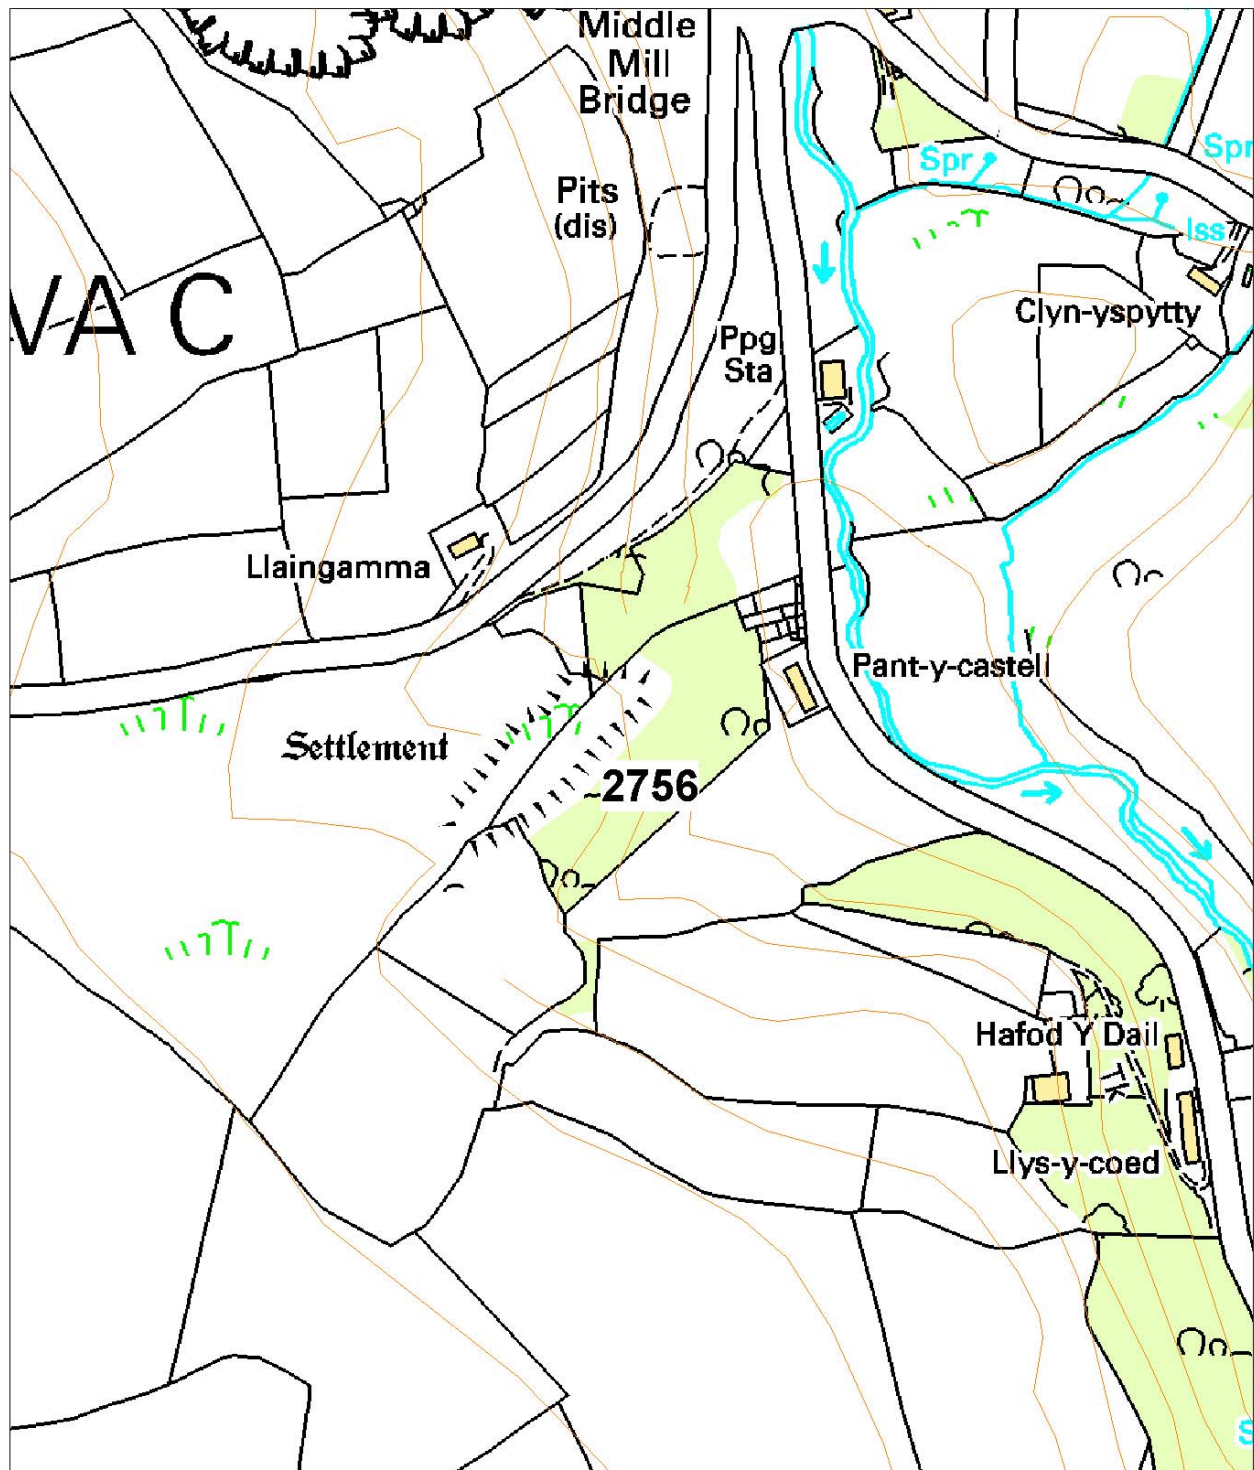 Middle
Mill
Bridge
Spr
Spr
Pits
(dis)
Iss
VA C
Clyn-yspytty
Ppg
Sta
Llaingamma
Pant-y-castell
Settlement
2756
Hafod Y Dail
Tk
Llys-y-coed
S